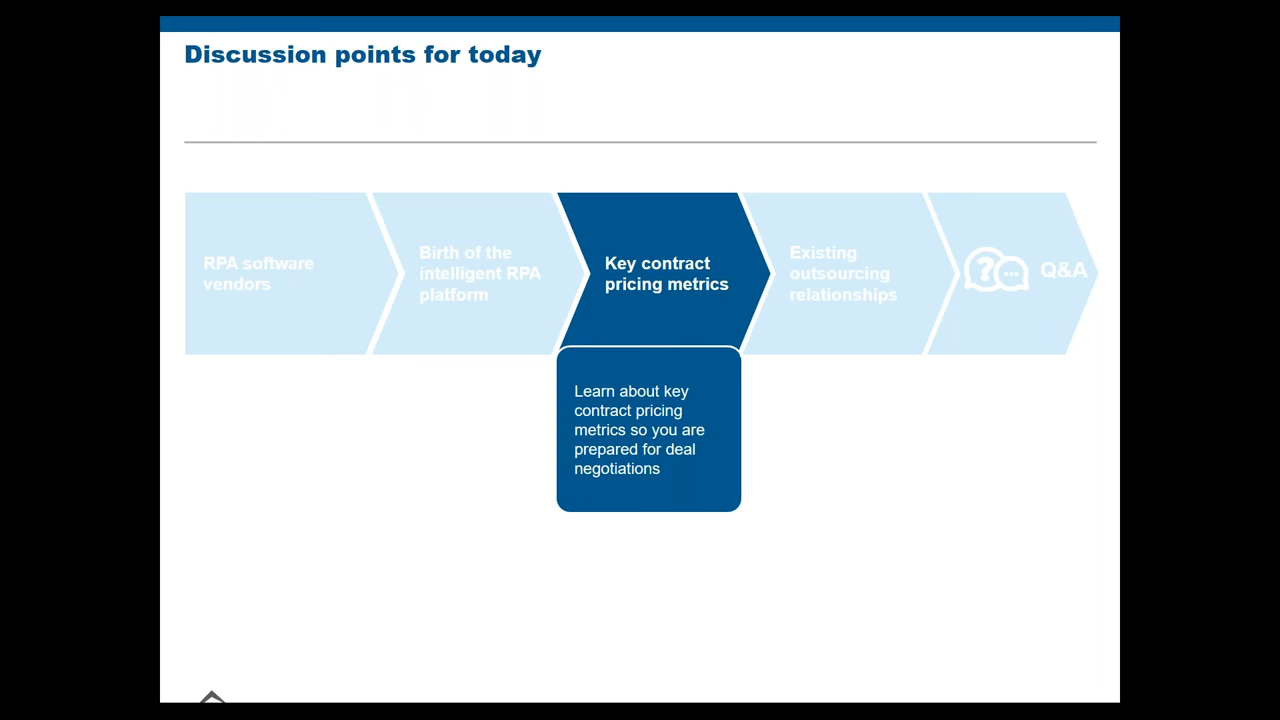 Discussion points for today
RPA software
vendors
Birth of the
intelligent RPA
platform
Key contract
pricing metrics
Existing
outsourcing
relationships
?
Q&A
Learn about key
contract pricing
metrics so you are
prepared for deal
negotiations